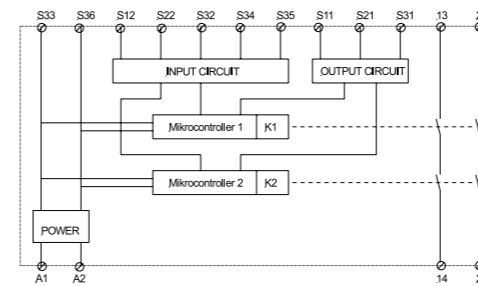 S33 S36 S12 S22 S32 S34 S35 S11 S21 S31 13
INPUT CIRCUIT
OUTPUT CIRCUIT
Mikrocontroller 1 K1
Mikrocontroller 2 K2
POWER
A1 A2 14